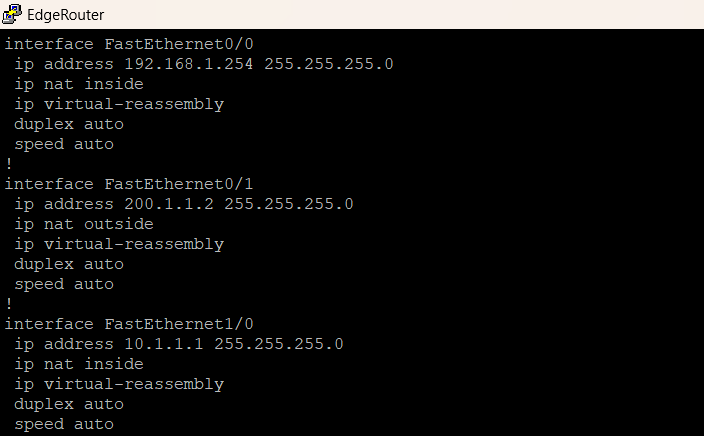 EdgeRouter
interface FastEthernet0/0
ip address 192.168.1.254 255.255.255.0
ip nat inside
ip virtual-reassembly
duplex auto
speed auto
!
interface FastEthernet0/1
ip address 200.1.1.2 255.255.255.0
ip nat outside
ip virtual-reassembly
duplex auto
speed auto
!
interface FastEthernet1/0
ip address 10.1.1.1 255.255.255.0
ip nat inside
ip virtual-reassembly
duplex auto
speed auto